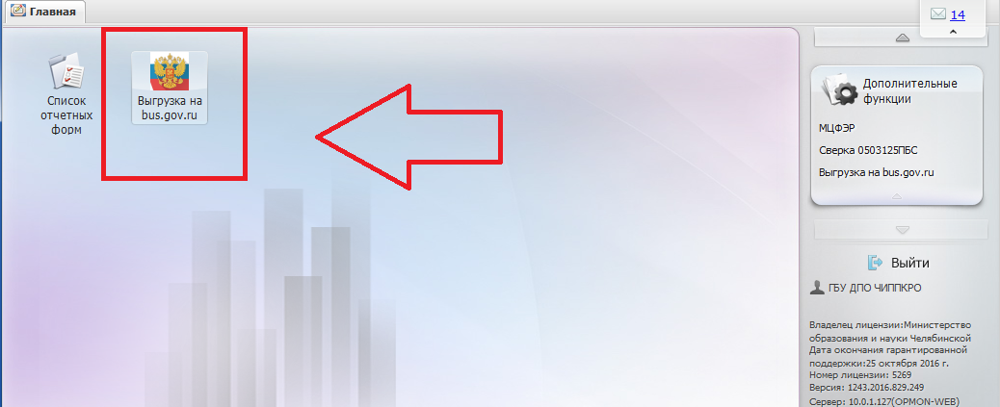 Главная
14
Список
отчетных
форм
Выгрузка на
bus.gov.ru
Дополнительные
функции
МЦФЭР
Сверка 0503125ПБС
Выгрузка на bus.gov.ru
Выйти
ГБУ ДПО ЧИППКРО
Владелец лицензии:Министерство
образования и науки Челябинской
Дата окончания гарантированной
поддержки:25 октября 2016 г.
Номер лицензии: 5269
Версия: 1243.2016.829.249
Сервер: 10.0.1.127(OPMON-WEB)